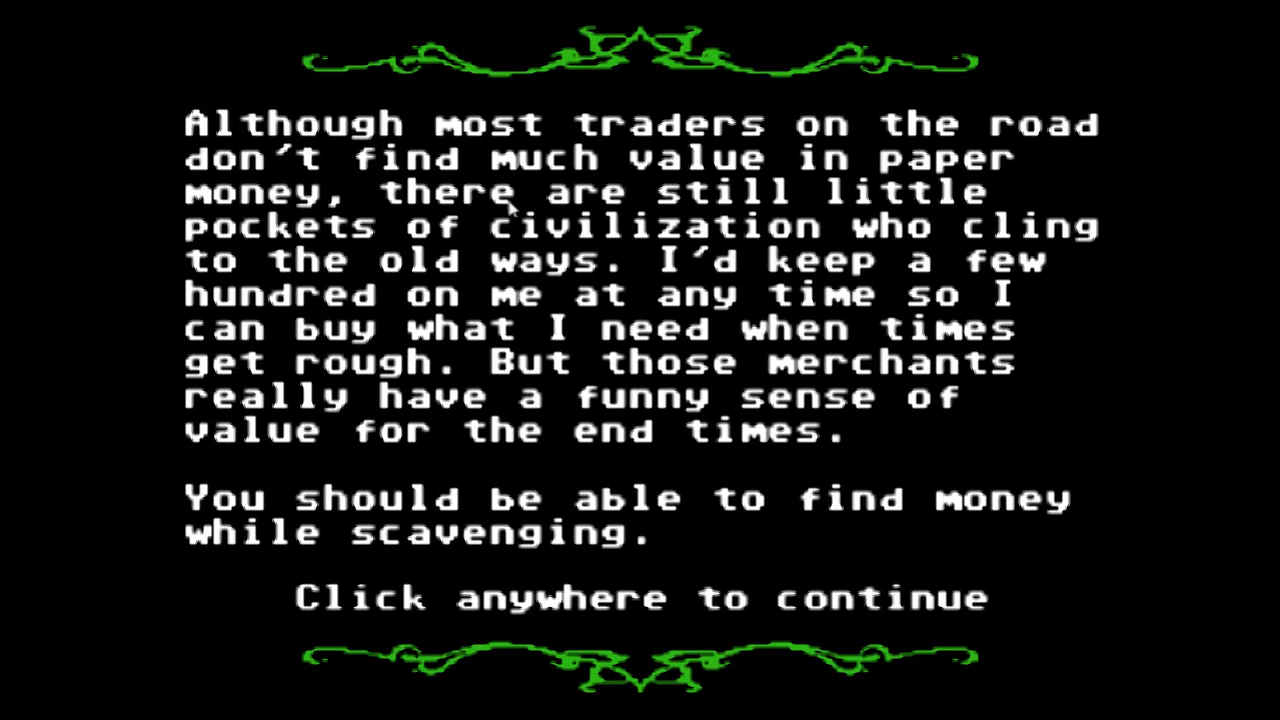 Although most traders on the road
don't find much value in paper
money, there are still little
pockets of civilization who cling
to the old ways. I'd keep a few
hundred on me at any time so I
can buy what I need when times
get rough. But those merchants
really have a funny sense of
value for the end times.
You should be able to find money
while scavenging.
Click anywhere to continue